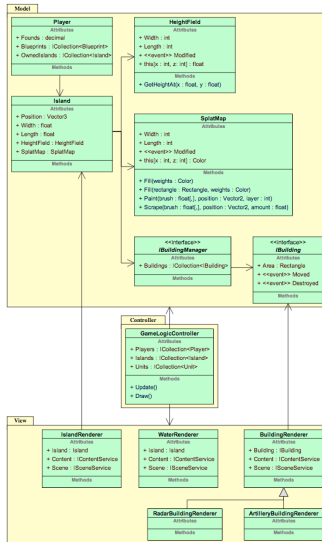 Model
Player
Attributes
+ Founds : decimal
+ Blueprints : ICollection<Blueprint>
+ OwnedIslands : ICollection<Island>
Methods
HeightField
Attributes
+ Width : int
+ Length : int
+ <<event>> Modified
+ this[x : int, z: int] : float
Methods
+ GetHeightAt(x : float, y : float)
Island
Attributes
+ Position : Vector3
+ Width : float
+ Length : float
+ HeightField : HeightField
+ SplatMap : SplatMap
Methods
SplatMap
Attributes
+ Width : int
+ Length : int
+ <<event>> Modified
+ this[x : int, z: int] : Color
Methods
+ Fill(weights : Color)
+ Fill(rectangle : Rectangle, weights : Color)
+ Paint(brush : float[,], position : Vector2, layer : int)
+ Scrape(brush : float[,], position : Vector2, amount : float)
<<interface>>
IBuildingManager
Attributes
+ Buildings : ICollection<IBuilding>
Methods
<<interface>>
IBuilding
Attributes
+ Area : Rectangle
+ <<event>> Moved
+ <<event>> Destroyed
Methods
Controller
GameLogicController
Attributes
+ Players : ICollection<Player>
+ Islands : ICollection<Island>
+ Units : ICollection<Unit>
Methods
+ Update()
+ Draw()
View
IslandRenderer
Attributes
+ Island : Island
+ Content : IContentService
+ Scene : ISceneService
Methods
WaterRenderer
Attributes
+ Island : Island
+ Content : IContentService
+ Scene : ISceneService
Methods
BuildingRenderer
Attributes
+ Building : IBuilding
+ Content : IContentService
+ Scene : ISceneService
Methods
RadarBuildingRenderer
Attributes
Methods
ArtilleryBuildingRenderer
Attributes
Methods